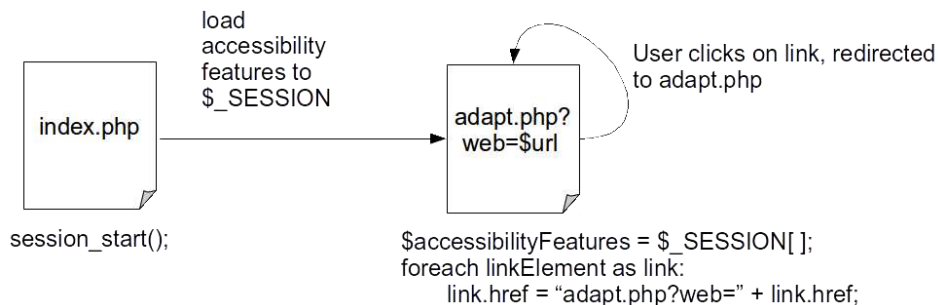 load
accessibility
features to
$_SESSION
User clicks on link, redirected
to adapt.php
index.php
adapt.php?
web=$url
session_start();
$accessibilityFeatures = $_SESSION[ ];
foreach linkElement as link:
link.href = “adapt.php?web=” + link.href;